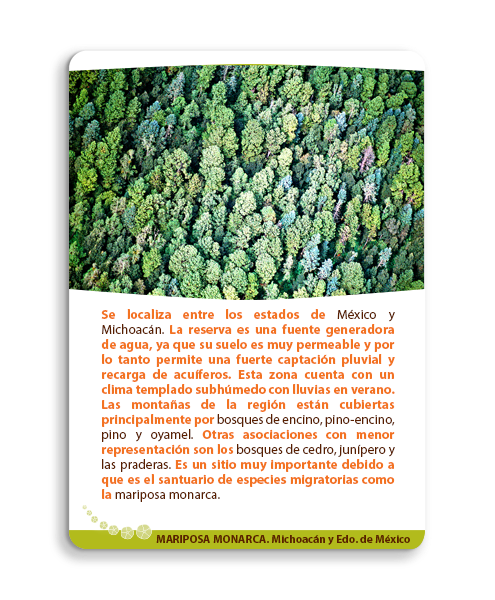 Se localiza entre los estados de México y
Michoacán. La reserva es una fuente generadora
de agua, ya que su suelo es muy permeable y por
lo tanto permite una fuerte captación pluvial y
recarga de acuíferos. Esta zona cuenta con un
clima templado subhúmedo con lluvias en verano.
Las montañas de la región están cubiertas
principalmente por bosques de encino, pino-encino,
pino y oyamel. Otras asociaciones con menor
representación son los bosques de cedro, junípero y
las praderas. Es un sitio muy importante debido a
que es el santuario de especies migratorias como
la mariposa monarca.
MARIPOSA MONARCA. Michoacán y Edo. de México